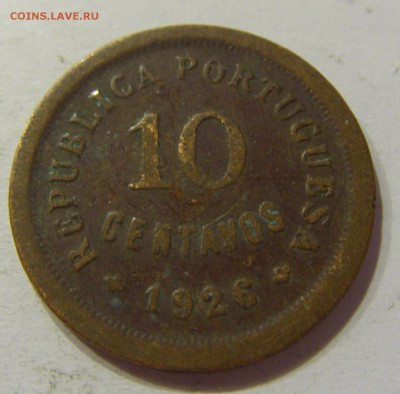 COINS.LAVE.RU
REPUBLICA PORTUGUESA
10
CENTAVOS
* 1926 *